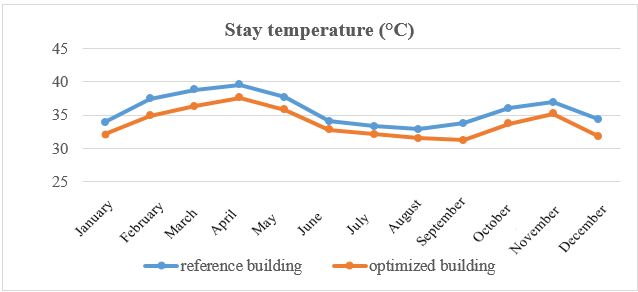 Stay temperature (°C)
45
40
35
30
25
January
February
March
April
May
June
July
August
September
October
November
December
reference building
optimized building